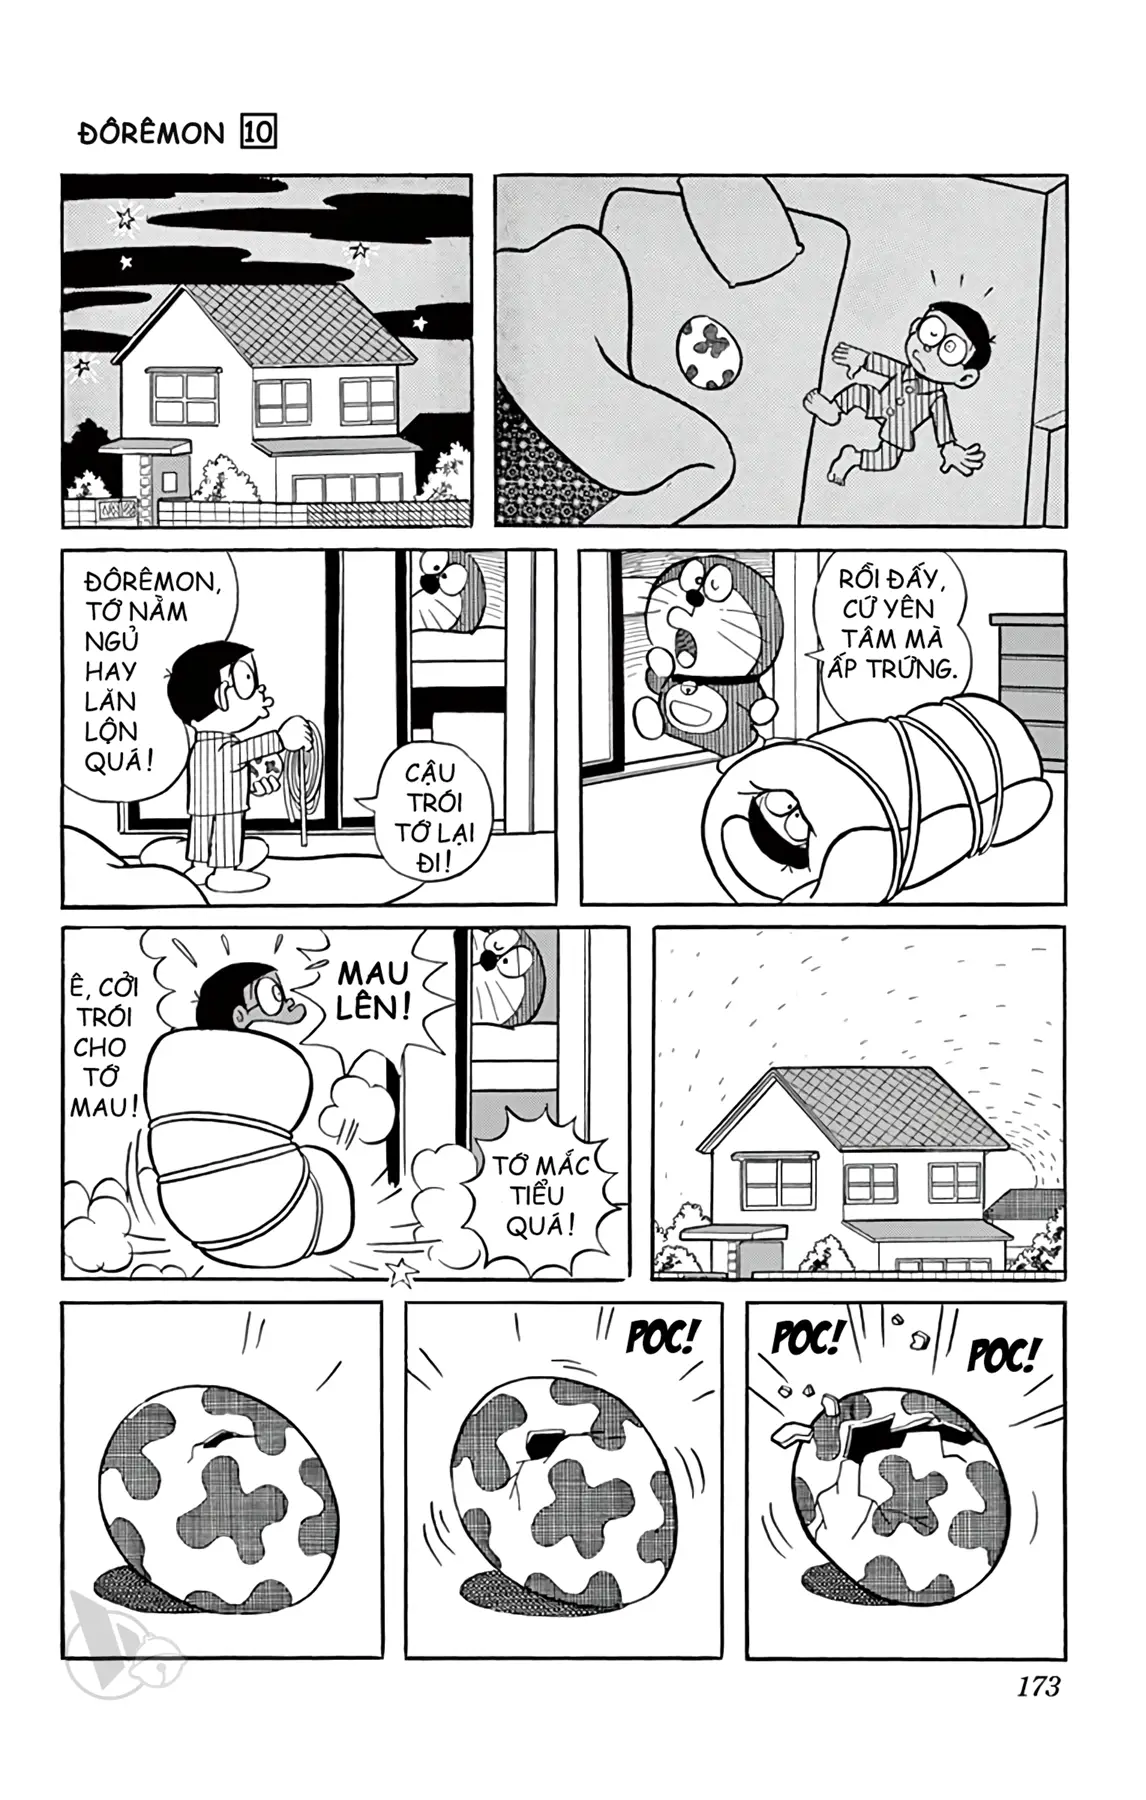 ĐÔRÊMON 10
ĐÔRÊMON,
TỚ NẰM
NGỦ
HAY
LĂN
LỘN
QUÁ!
CẬU
TRÓI
TỚ LẠI
ĐI!
RỒI ĐẤY,
CỨ YÊN
TÂM MÀ
ẤP TRỨNG.
Ê, CỞI
TRÓI
CHO
TỚ
MAU!
MAU
LÊN!
TỚ MẮC
TIỂU
QUÁ!
POC!
POC!
POC!
173